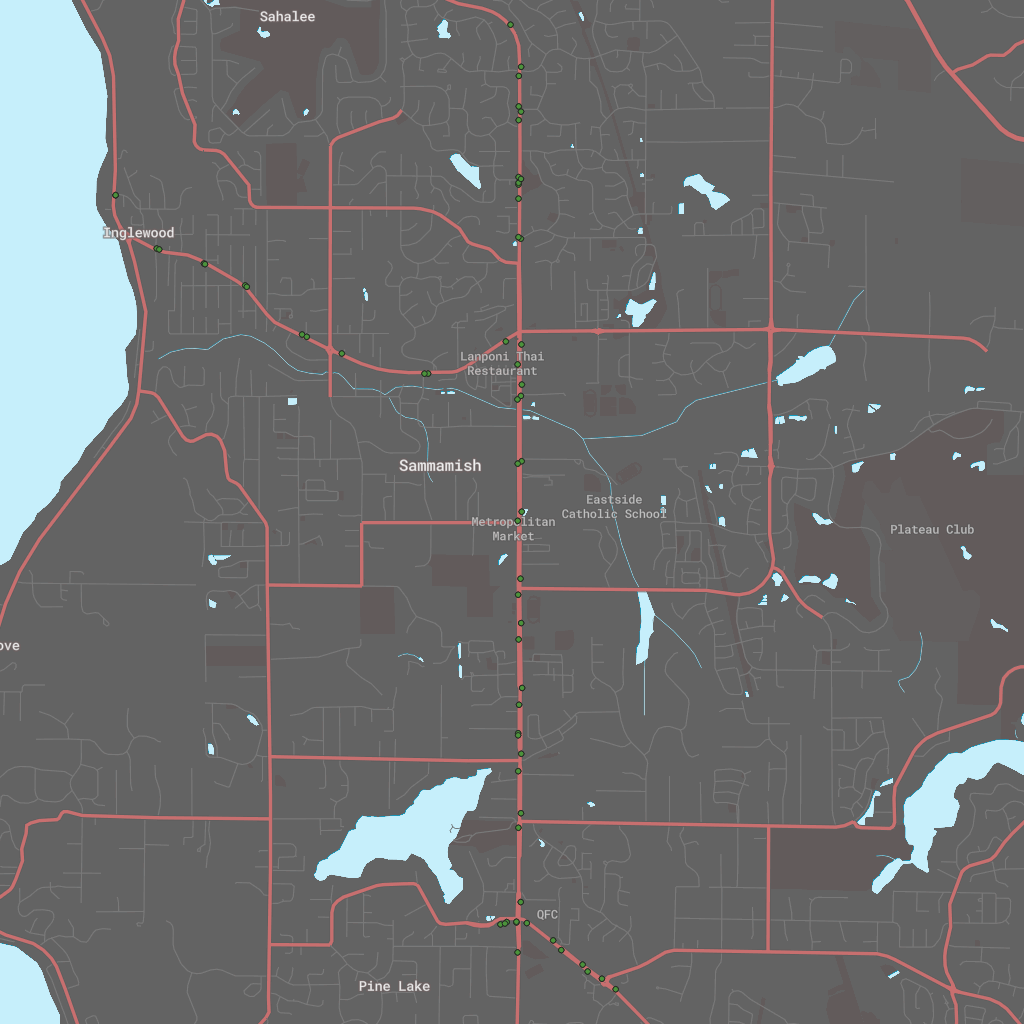 Sahalee
Inglewood
Lanponi Thai
Restaurant
Sammamish
Eastside
Catholic School
Metropolitan
Market
Plateau Club
ove
QFC
Pine Lake